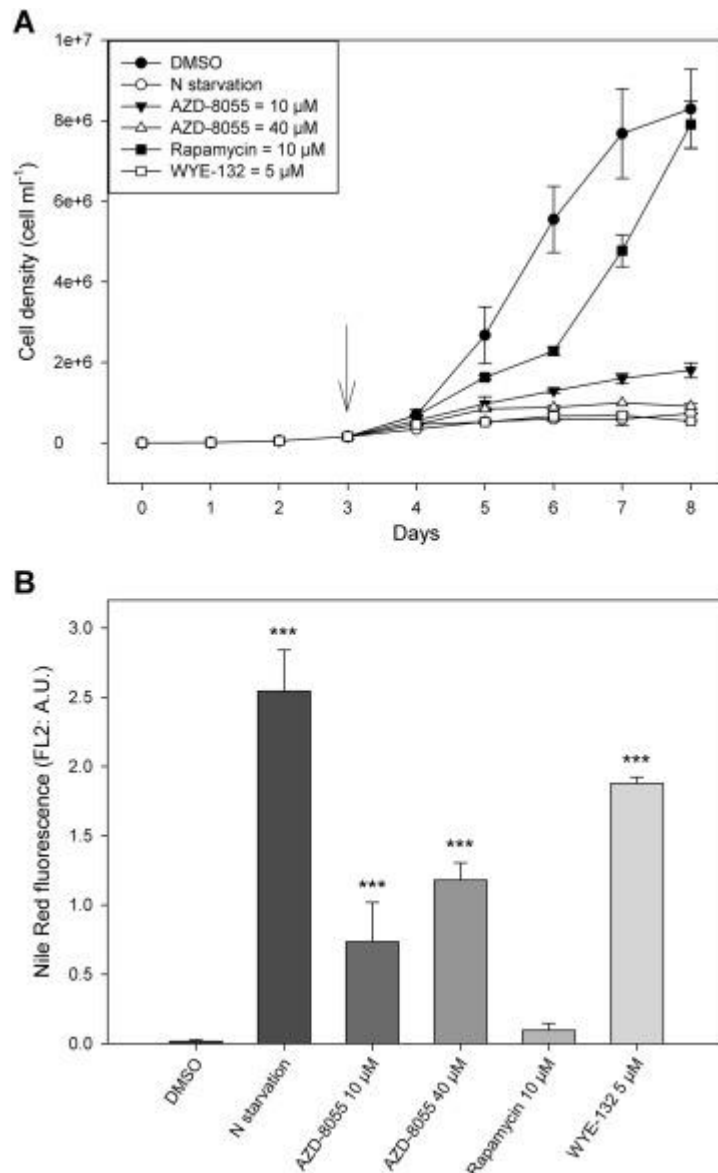 A
1e+7
8e+6
6e+6
4e+6
2e+6
0
Cell density (cell ml⁻¹)
DMSO
N starvation
AZD-8055 = 10 µM
AZD-8055 = 40 µM
Rapamycin = 10 µM
WYE-132 = 5 µM
0 1 2 3 4 5 6 7 8
Days
B
3.0
2.5
2.0
1.5
1.0
0.5
0.0
Nile Red fluorescence (FL2: A.U.)
***
***
***
***
DMSO
N starvation
AZD-8055 10 µM
AZD-8055 40 µM
Rapamycin 10 µM
WYE-132 5 µM